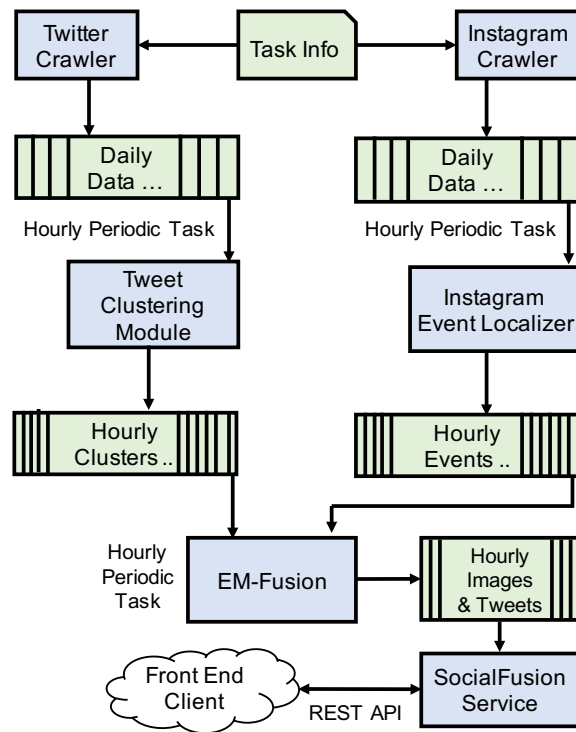 Twitter
Crawler
Task Info
Instagram
Crawler
Daily
Data ...
Daily
Data ...
Hourly Periodic Task
Hourly Periodic Task
Tweet
Clustering
Module
Instagram
Event Localizer
Hourly
Clusters ..
Hourly
Events ..
Hourly
Periodic
Task
EM-Fusion
Hourly
Images
& Tweets
Front End
Client
REST API
SocialFusion
Service